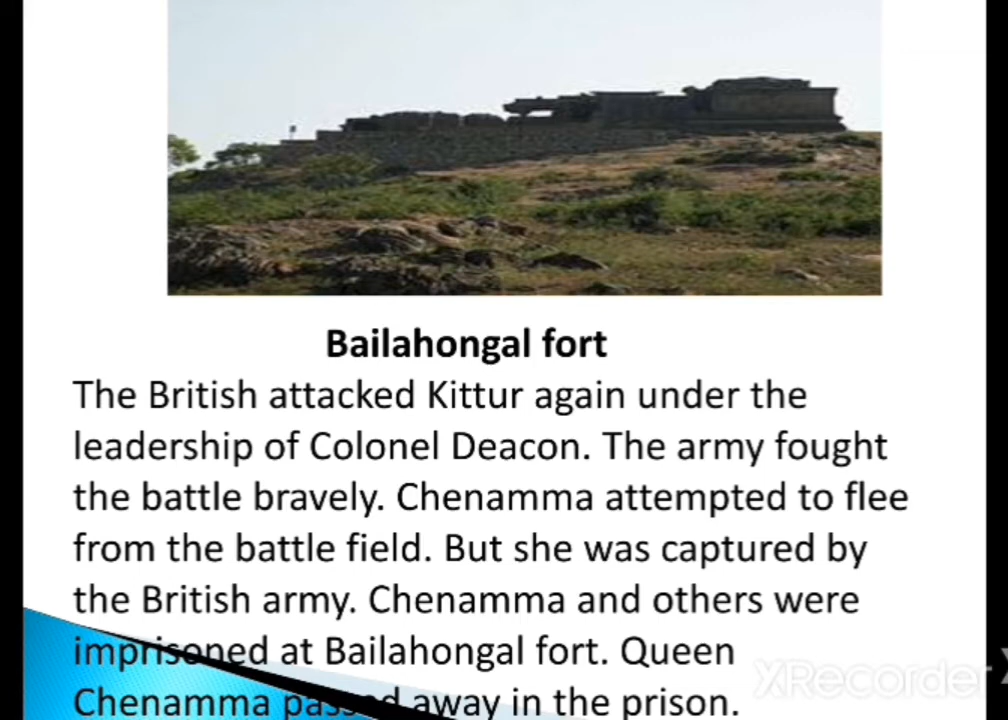 Bailahongal fort
The British attacked Kittur again under the
leadership of Colonel Deacon. The army fought
the battle bravely. Chenamma attempted to flee
from the battle field. But she was captured by
the British army. Chenamma and others were
imprisoned at Bailahongal fort. Queen
Chenamma passed away in the prison.
XRecorder